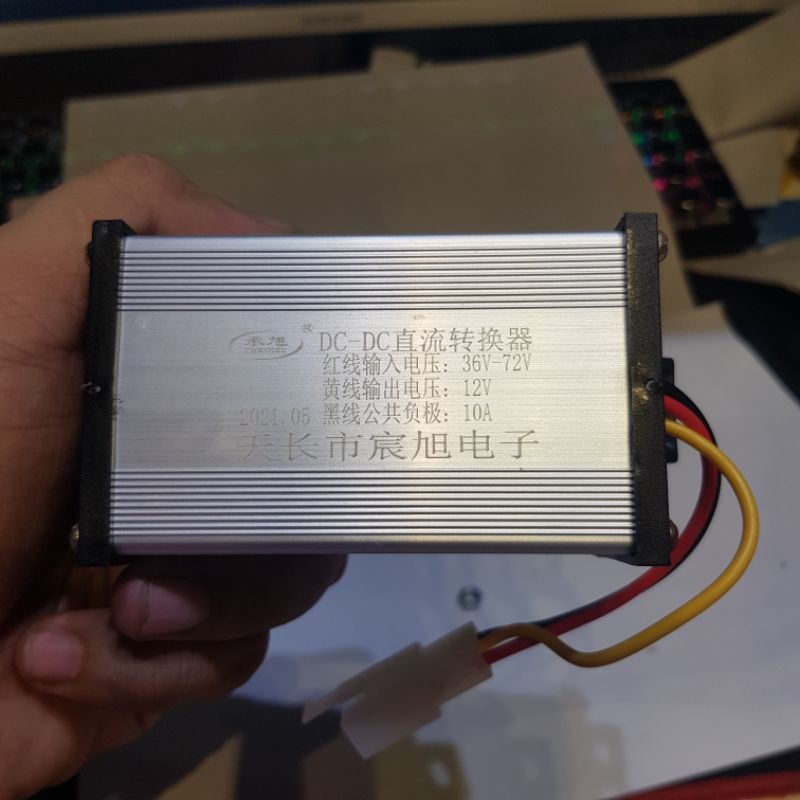 承旭®
CHENGXU
DC-DC直流转换器
红线输入电压：36V-72V
黄线输出电压：12V
2021.05 黑线公共负极：10A
天长市宸旭电子